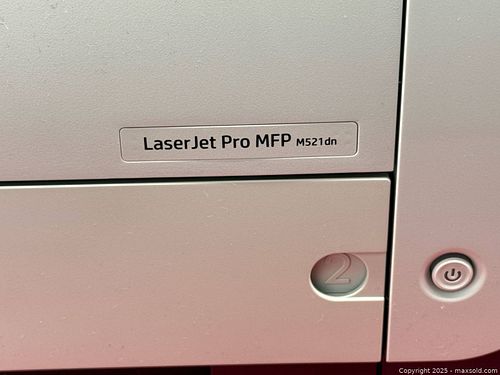 LaserJet Pro MFP M521dn
2
Copyright 2025 - maxsold.com